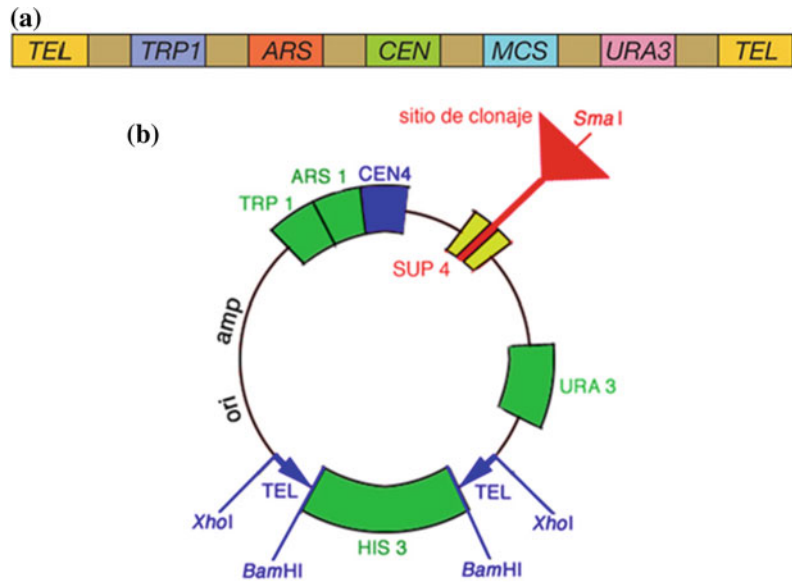 (a)
TEL TRP1 ARS CEN MCS URA3 TEL
(b)
sitio de clonaje
Sma I
ARS 1
CEN4
TRP 1
SUP 4
amp
URA 3
ori
TEL
TEL
XhoI
XhoI
HIS 3
BamHI
BamHI